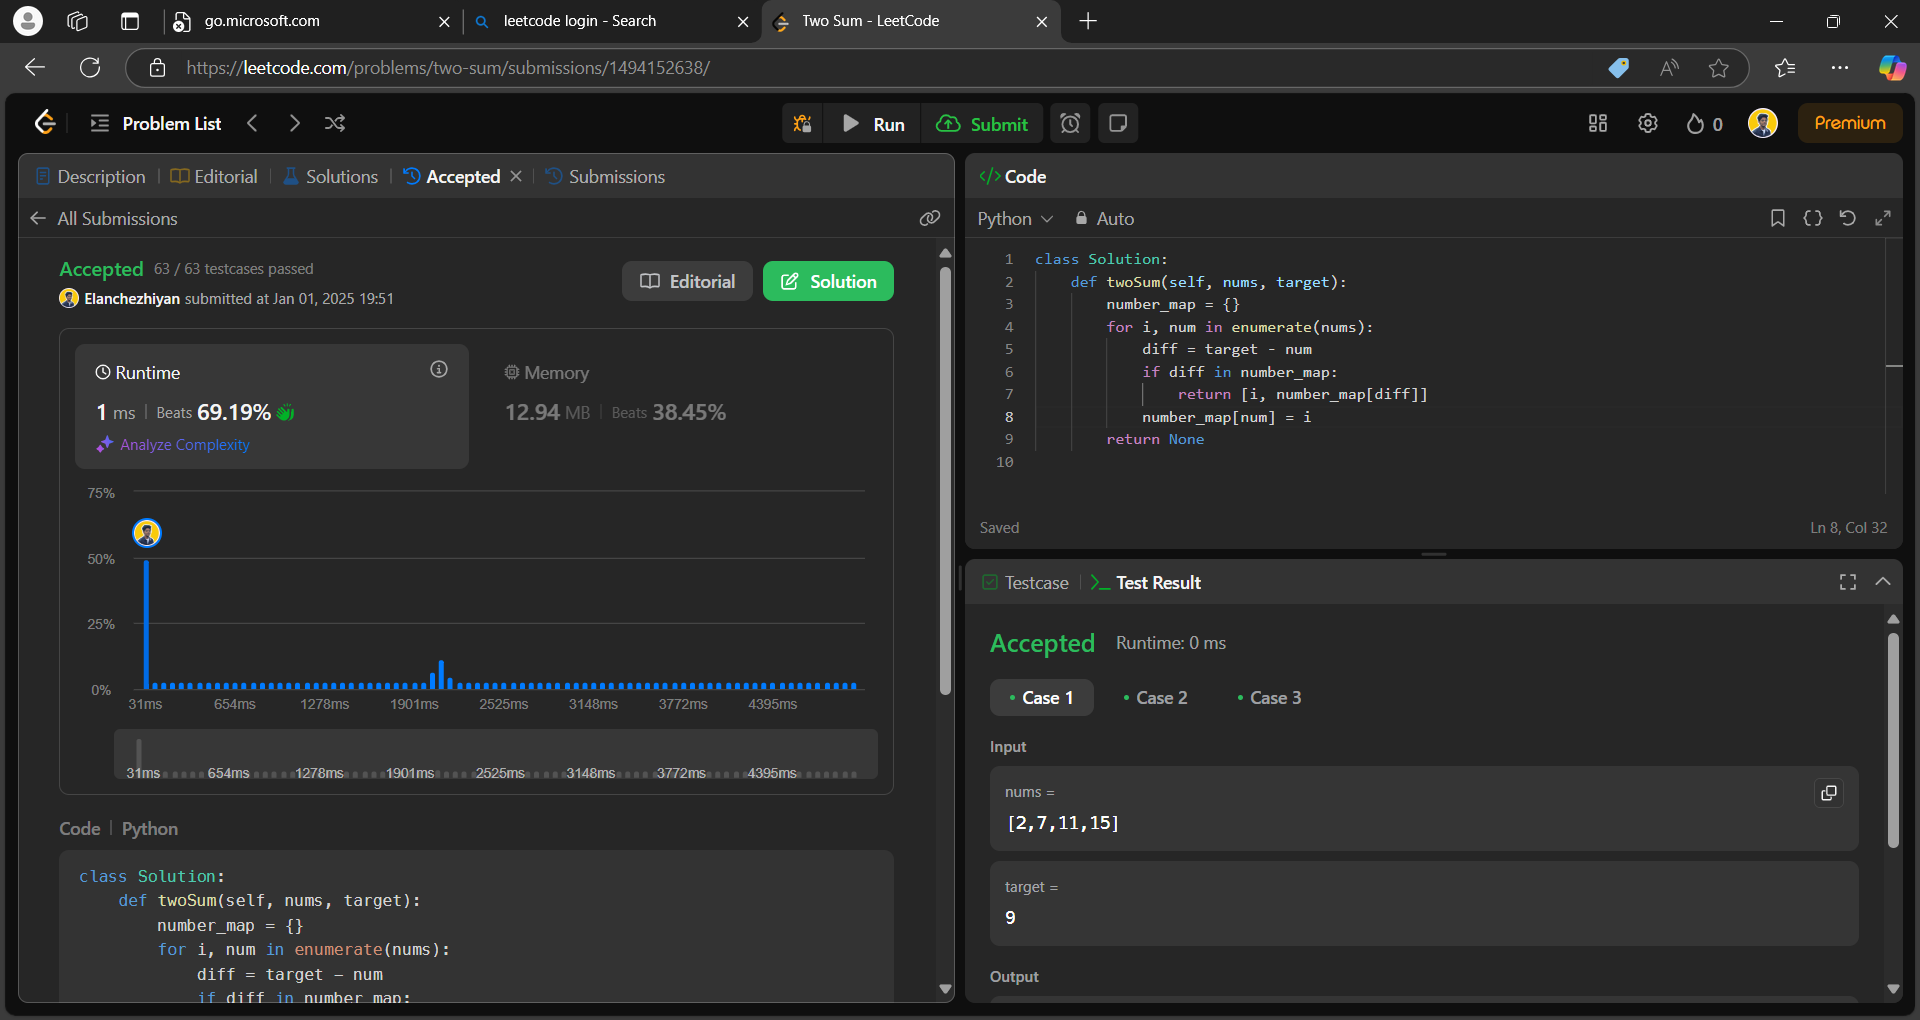 go.microsoft.com
leetcode login - Search
Two Sum - LeetCode
https://leetcode.com/problems/two-sum/submissions/1494152638/
Problem List
Run
Submit
0
Premium
Description
Editorial
Solutions
Accepted
Submissions
All Submissions
Accepted 63 / 63 testcases passed
Elanchezhiyan submitted at Jan 01, 2025 19:51
Editorial
Solution
Runtime
1 ms Beats 69.19%
Analyze Complexity
Memory
12.94 MB Beats 38.45%
75%
50%
25%
0%
31ms 654ms 1278ms 1901ms 2525ms 3148ms 3772ms 4395ms
31ms 654ms 1278ms 1901ms 2525ms 3148ms 3772ms 4395ms
Code Python
class Solution:
def twoSum(self, nums, target):
number_map = {}
for i, num in enumerate(nums):
diff = target - num
if diff in number_map:
</> Code
Python Auto
1 class Solution:
2 def twoSum(self, nums, target):
3 number_map = {}
4 for i, num in enumerate(nums):
5 diff = target - num
6 if diff in number_map:
7 return [i, number_map[diff]]
8 number_map[num] = i
9 return None
10
Saved
Ln 8, Col 32
Testcase
Test Result
Accepted Runtime: 0 ms
Case 1
Case 2
Case 3
Input
nums =
[2,7,11,15]
target =
9
Output